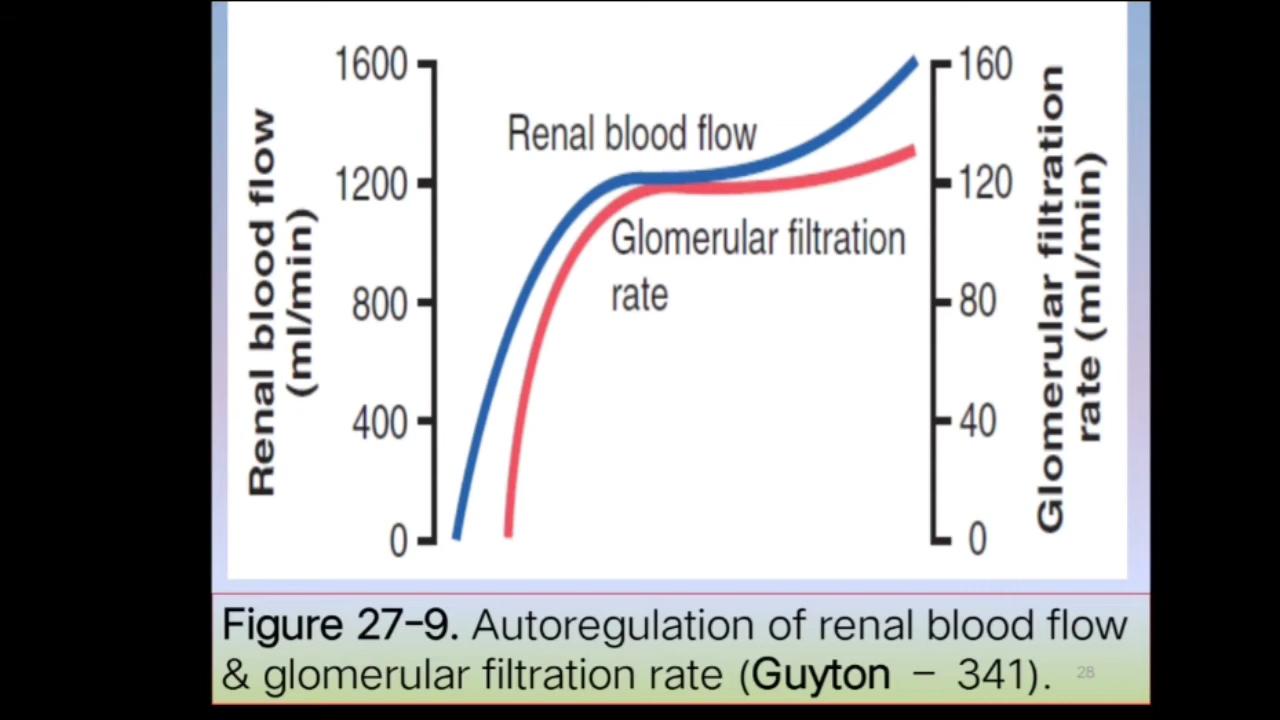 Renal blood flow
(ml/min)
1600
1200
800
400
0
Renal blood flow
Glomerular filtration
rate
160
120
80
40
0
Glomerular filtration
rate (ml/min)
Figure 27-9. Autoregulation of renal blood flow
& glomerular filtration rate (Guyton – 341).
28